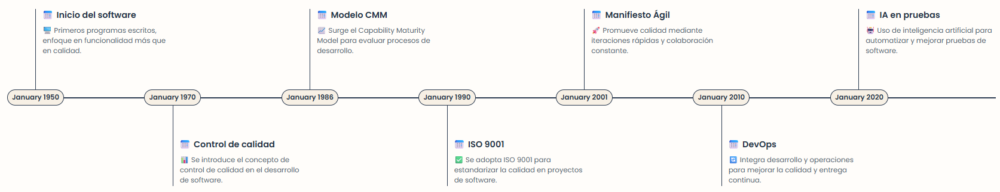 Inicio del software
Primeros programas escritos,
enfoque en funcionalidad más que
en calidad.
Modelo CMM
Surge el Capability Maturity
Model para evaluar procesos de
desarrollo.
Manifiesto Ágil
Promueve calidad mediante
iteraciones rápidas y colaboración
constante.
IA en pruebas
Uso de inteligencia artificial para
automatizar y mejorar pruebas de
software.
January 1950
January 1970
January 1986
January 1990
January 2001
January 2010
January 2020
Control de calidad
Se introduce el concepto de
control de calidad en el desarrollo
de software.
ISO 9001
Se adopta ISO 9001 para
estandarizar la calidad en proyectos
de software.
DevOps
Integra desarrollo y operaciones
para mejorar la calidad y entrega
continua.